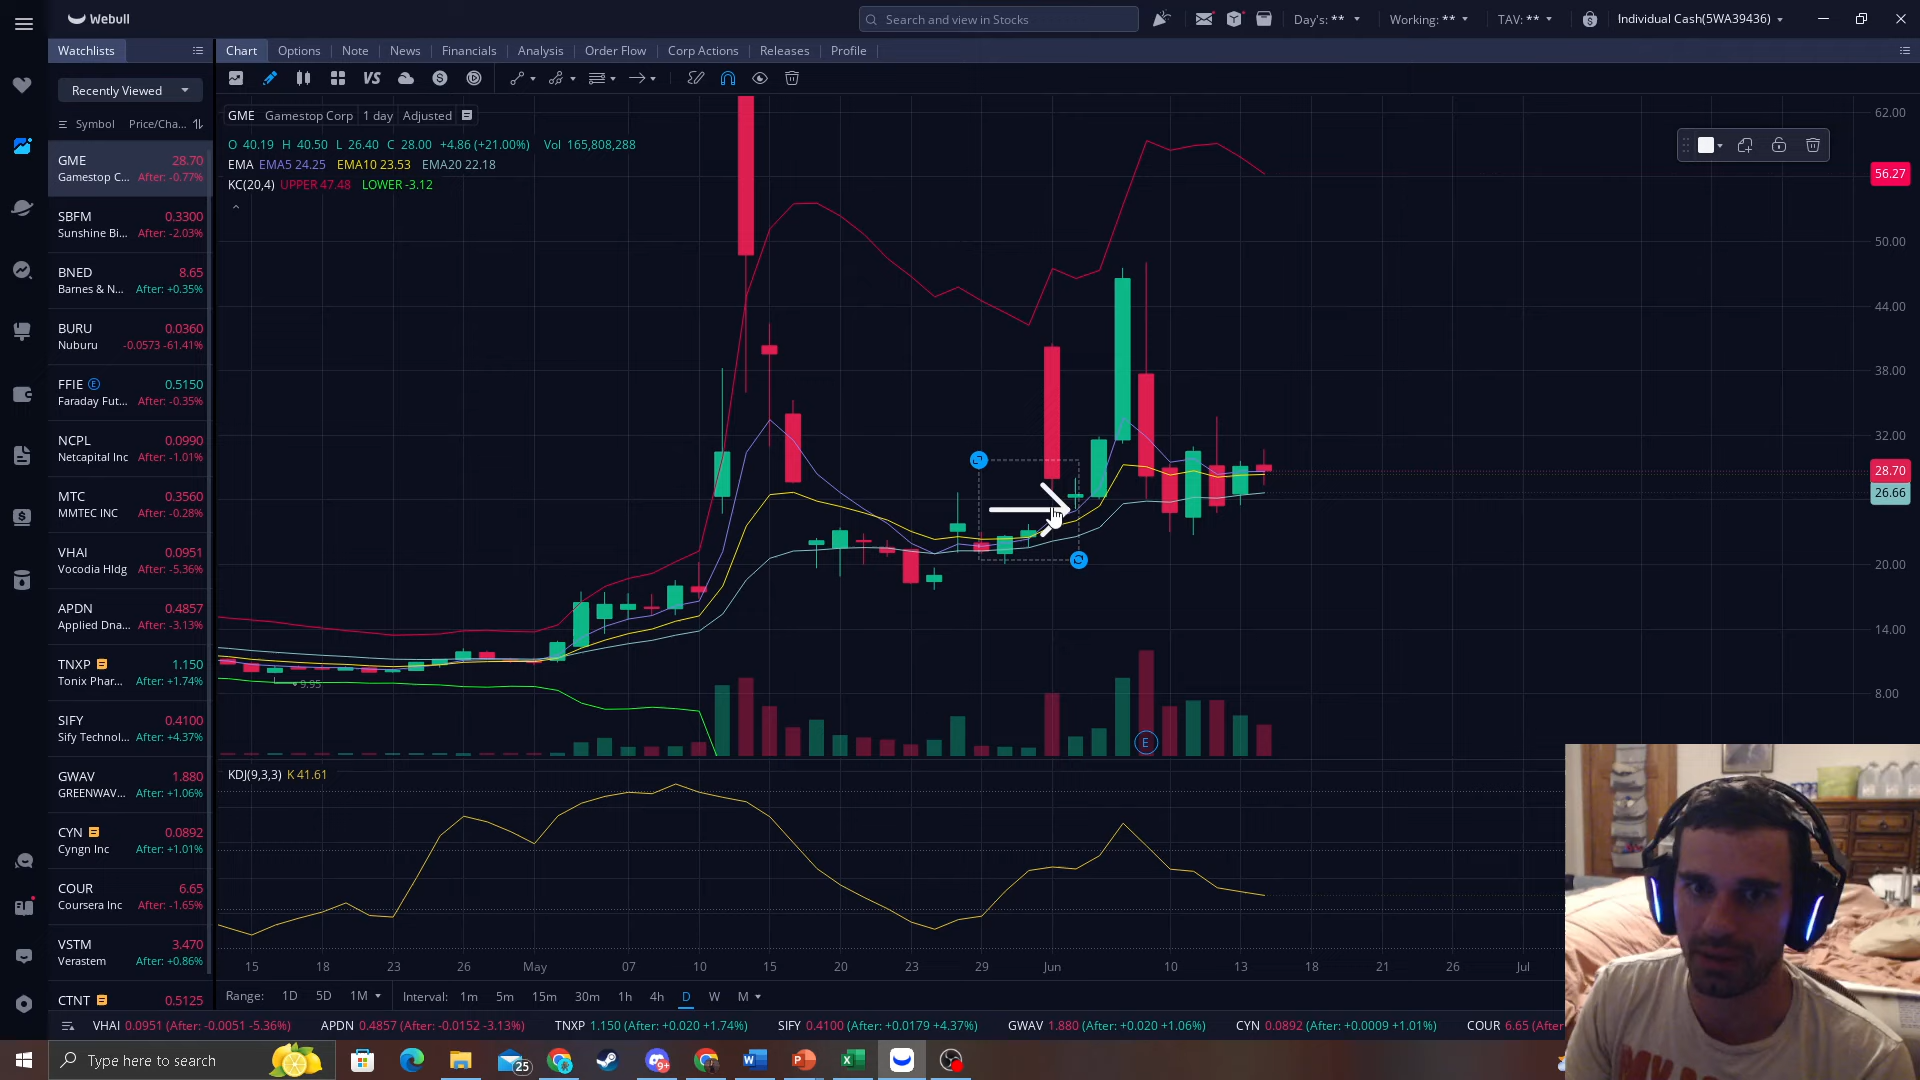 Webull
Search and view in Stocks
Day's: **
Working: **
TAV: **
Individual Cash(5WA39436)
Watchlists
Chart Options Note News Financials Analysis Order Flow Corp Actions Releases Profile
Recently Viewed
VS
S
Symbol Price/Cha...
GME 28.70
Gamestop C... After: -0.77%
SBFM 0.3300
Sunshine Bi... After: -2.03%
BNED 8.65
Barnes & N... After: +0.35%
BURU 0.0360
Nuburu -0.0573 -61.41%
FFIE E 0.5150
Faraday Fut... After: -0.35%
NCPL 0.0990
Netcapital Inc After: -1.01%
MTC 0.3560
MMTEC INC After: -0.28%
VHAI 0.0951
Vocodia Hldg After: -5.36%
APDN 0.4857
Applied Dna... After: -3.13%
TNXP 1.150
Tonix Phar... After: +1.74%
SIFY 0.4100
Sify Technol... After: +4.37%
GWAV 1.880
GREENWAV... After: +1.06%
CYN 0.0892
Cyngn Inc After: +1.01%
COUR 6.65
Coursera Inc After: -1.65%
VSTM 3.470
Verastem After: +0.86%
CTNT 0.5125
GME Gamestop Corp 1 day Adjusted
O 40.19 H 40.50 L 26.40 C 28.00 +4.86 (+21.00%) Vol 165,808,288
EMA EMA5 24.25 EMA10 23.53 EMA20 22.18
KC(20,4) UPPER 47.48 LOWER -3.12
62.00
56.27
50.00
44.00
38.00
32.00
28.70
26.66
20.00
14.00
8.00
9.95
E
KDJ(9,3,3) K 41.61
15 18 23 26 May 07 10 15 20 23 29 Jun 10 13 18 21 26 Jul
Range: 1D 5D 1M Interval: 1m 5m 15m 30m 1h 4h D W M
VHAI 0.0951 (After: -0.0051 -5.36%) APDN 0.4857 (After: -0.0152 -3.13%) TNXP 1.150 (After: +0.020 +1.74%) SIFY 0.4100 (After: +0.0179 +4.37%) GWAV 1.880 (After: +0.020 +1.06%) CYN 0.0892 (After: +0.0009 +1.01%) COUR 6.65 (After
Type here to search
25
9+